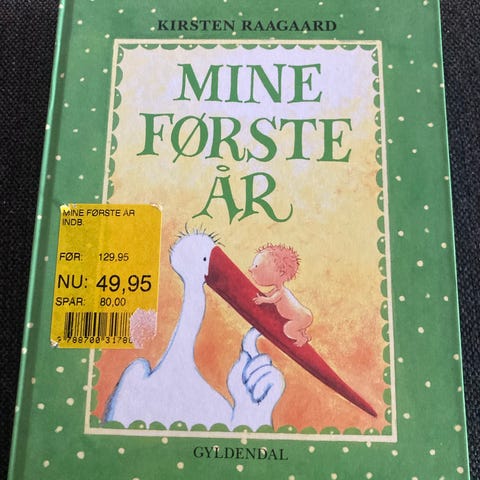 KIRSTEN RAAGAARD
MINE
FØRSTE
ÅR
MINE FØRSTE ÅR
INDB.
FØR: 129,95
NU: 49,95
SPAR: 80,00
GYLDENDAL